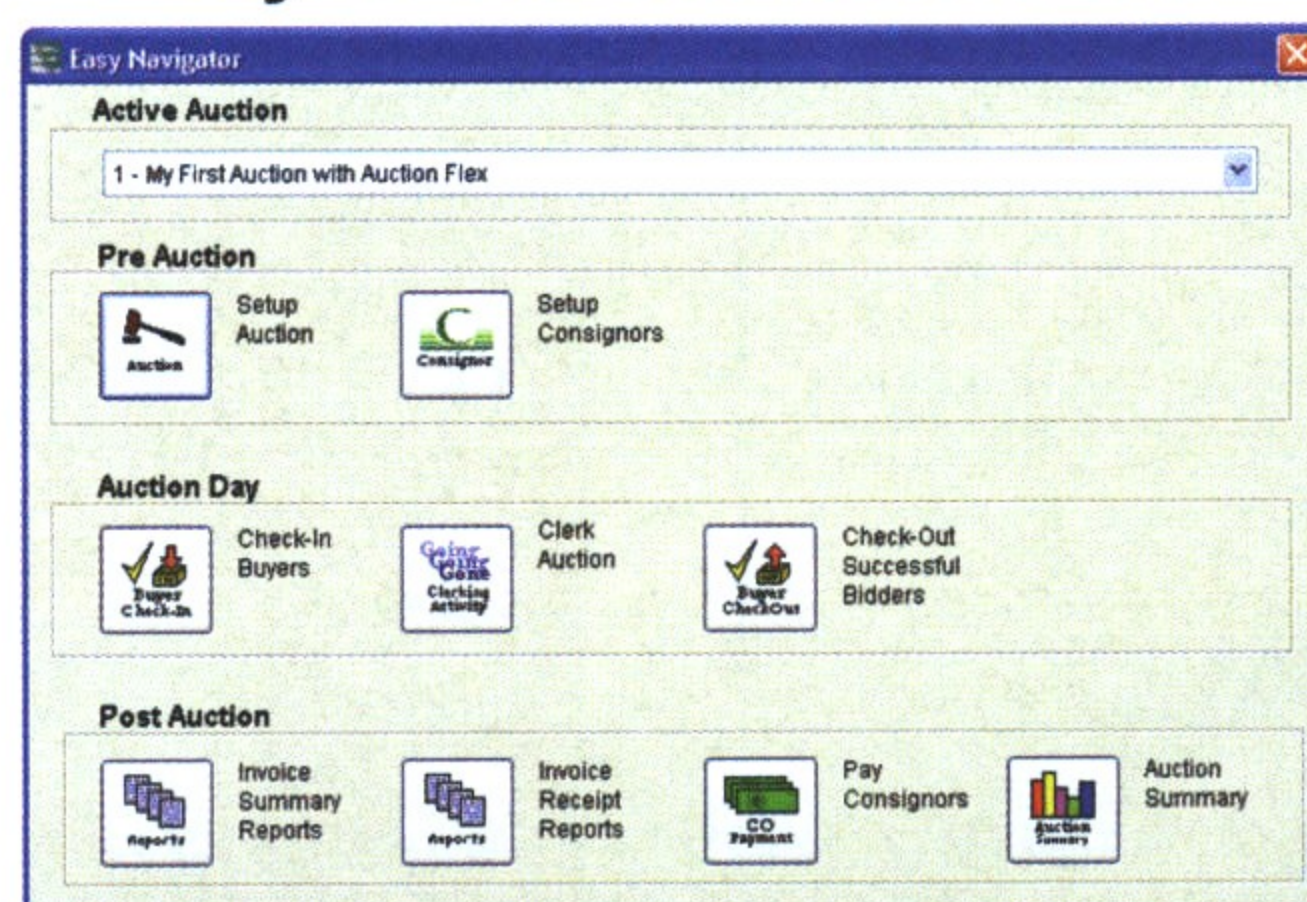 Easy Navigator
Active Auction
1 - My First Auction with Auction Flex
Pre Auction
Auction
Setup
Auction
Consignor
Setup
Consignors
Auction Day
Buyer
Check-In
Check-In
Buyers
Going
Going
Gone
Clerking
Activity
Clerk
Auction
Buyer
CheckOut
Check-Out
Successful
Bidders
Post Auction
Reports
Invoice
Summary
Reports
Reports
Invoice
Receipt
Reports
CO
Payment
Pay
Consignors
Auction
Summary
Auction
Summary